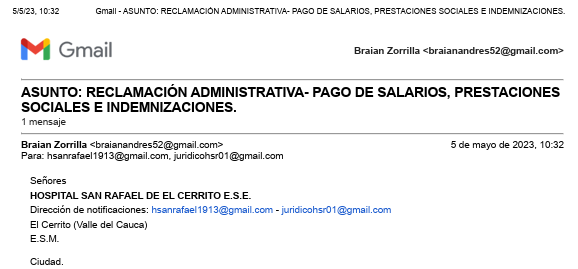 5/5/23, 10:32 Gmail - ASUNTO: RECLAMACIÓN ADMINISTRATIVA- PAGO DE SALARIOS, PRESTACIONES SOCIALES E INDEMNIZACIONES.
Gmail Braian Zorrilla <braianandres52@gmail.com>
ASUNTO: RECLAMACIÓN ADMINISTRATIVA- PAGO DE SALARIOS, PRESTACIONES
SOCIALES E INDEMNIZACIONES.
1 mensaje
Braian Zorrilla <braianandres52@gmail.com> 5 de mayo de 2023, 10:32
Para: hsanrafael1913@gmail.com, juridicohsr01@gmail.com
Señores
HOSPITAL SAN RAFAEL DE EL CERRITO E.S.E.
Dirección de notificaciones: hsanrafael1913@gmail.com - juridicohsr01@gmail.com
El Cerrito (Valle del Cauca)
E.S.M.
Ciudad.